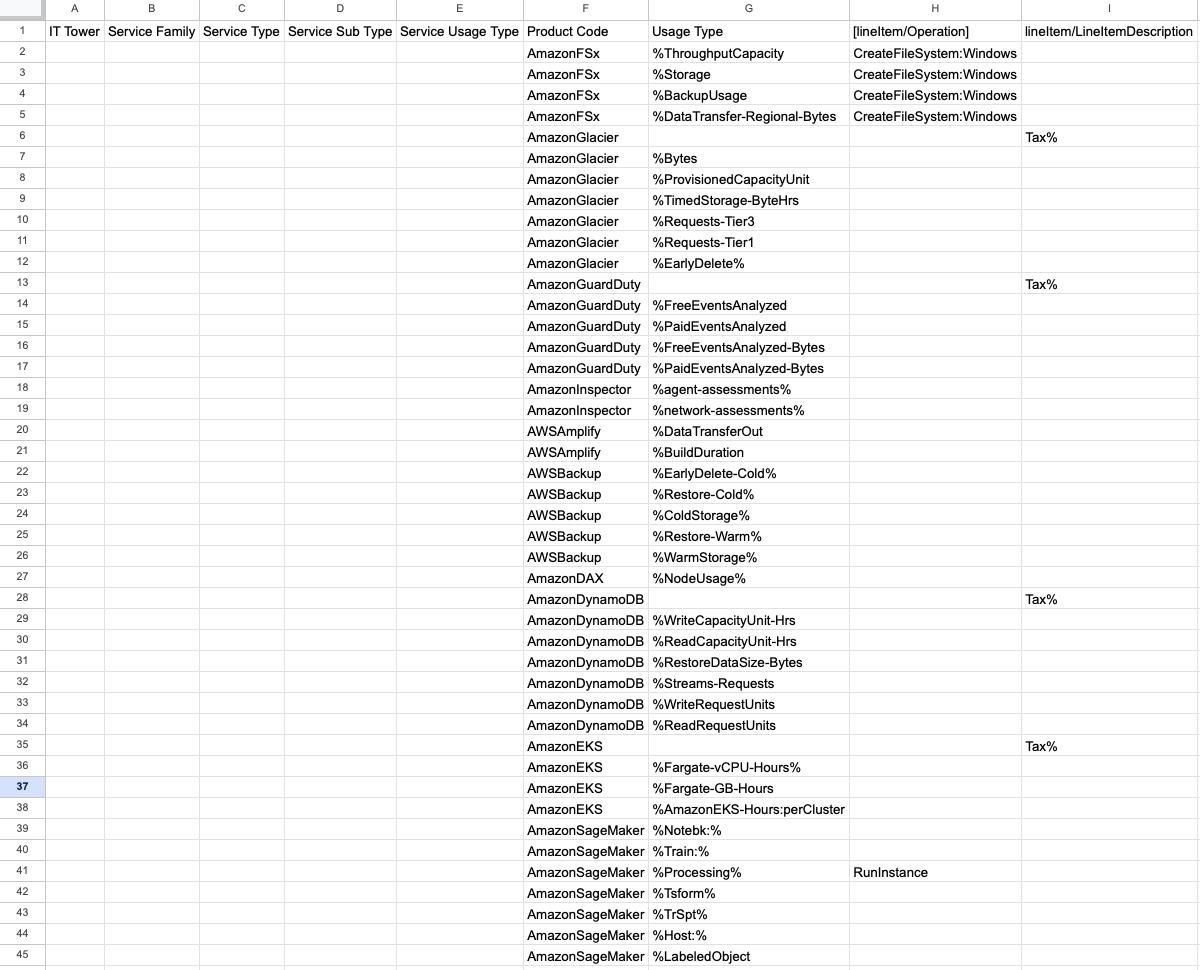 A B C D E F G H I
1 IT Tower Service Family Service Type Service Sub Type Service Usage Type Product Code Usage Type [lineItem/Operation] lineItem/LineItemDescription
2 AmazonFSx %ThroughputCapacity CreateFileSystem:Windows
3 AmazonFSx %Storage CreateFileSystem:Windows
4 AmazonFSx %BackupUsage CreateFileSystem:Windows
5 AmazonFSx %DataTransfer-Regional-Bytes CreateFileSystem:Windows
6 AmazonGlacier Tax%
7 AmazonGlacier %Bytes
8 AmazonGlacier %ProvisionedCapacityUnit
9 AmazonGlacier %TimedStorage-ByteHrs
10 AmazonGlacier %Requests-Tier3
11 AmazonGlacier %Requests-Tier1
12 AmazonGlacier %EarlyDelete%
13 AmazonGuardDuty Tax%
14 AmazonGuardDuty %FreeEventsAnalyzed
15 AmazonGuardDuty %PaidEventsAnalyzed
16 AmazonGuardDuty %FreeEventsAnalyzed-Bytes
17 AmazonGuardDuty %PaidEventsAnalyzed-Bytes
18 AmazonInspector %agent-assessments%
19 AmazonInspector %network-assessments%
20 AWSAmplify %DataTransferOut
21 AWSAmplify %BuildDuration
22 AWSBackup %EarlyDelete-Cold%
23 AWSBackup %Restore-Cold%
24 AWSBackup %ColdStorage%
25 AWSBackup %Restore-Warm%
26 AWSBackup %WarmStorage%
27 AmazonDAX %NodeUsage%
28 AmazonDynamoDB Tax%
29 AmazonDynamoDB %WriteCapacityUnit-Hrs
30 AmazonDynamoDB %ReadCapacityUnit-Hrs
31 AmazonDynamoDB %RestoreDataSize-Bytes
32 AmazonDynamoDB %Streams-Requests
33 AmazonDynamoDB %WriteRequestUnits
34 AmazonDynamoDB %ReadRequestUnits
35 AmazonEKS Tax%
36 AmazonEKS %Fargate-vCPU-Hours%
37 AmazonEKS %Fargate-GB-Hours
38 AmazonEKS %AmazonEKS-Hours:perCluster
39 AmazonSageMaker %Notebk:%
40 AmazonSageMaker %Train:%
41 AmazonSageMaker %Processing% RunInstance
42 AmazonSageMaker %Tsform%
43 AmazonSageMaker %TrSpt%
44 AmazonSageMaker %Host:%
45 AmazonSageMaker %LabeledObject